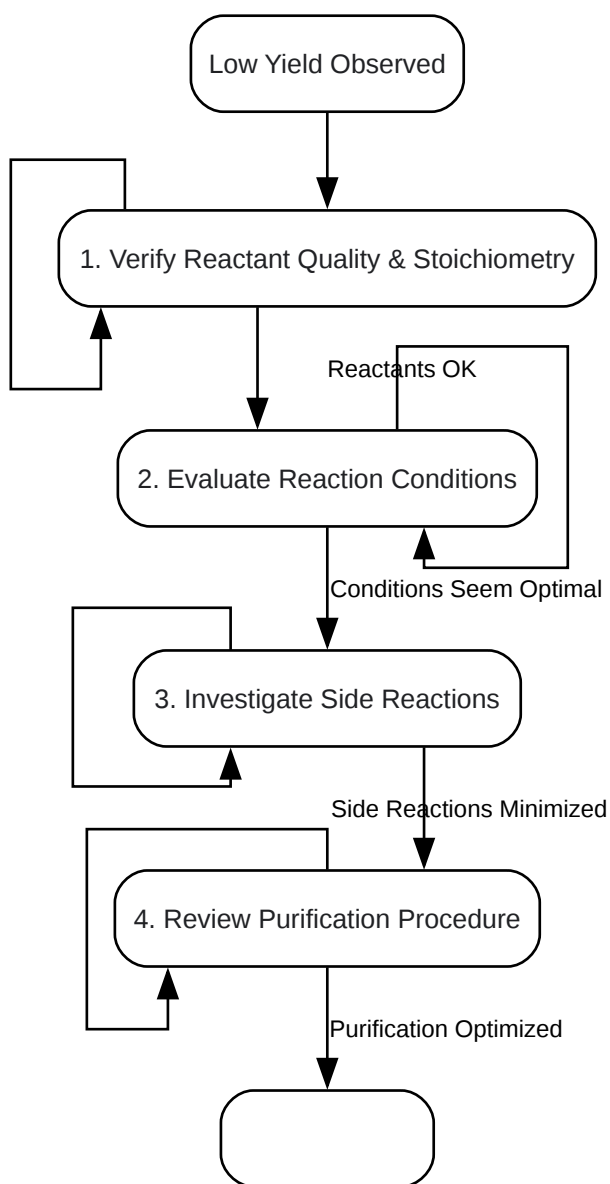 Low Yield Observed
1. Verify Reactant Quality & Stoichiometry
Reactants OK
2. Evaluate Reaction Conditions
Conditions Seem Optimal
3. Investigate Side Reactions
Side Reactions Minimized
4. Review Purification Procedure
Purification Optimized